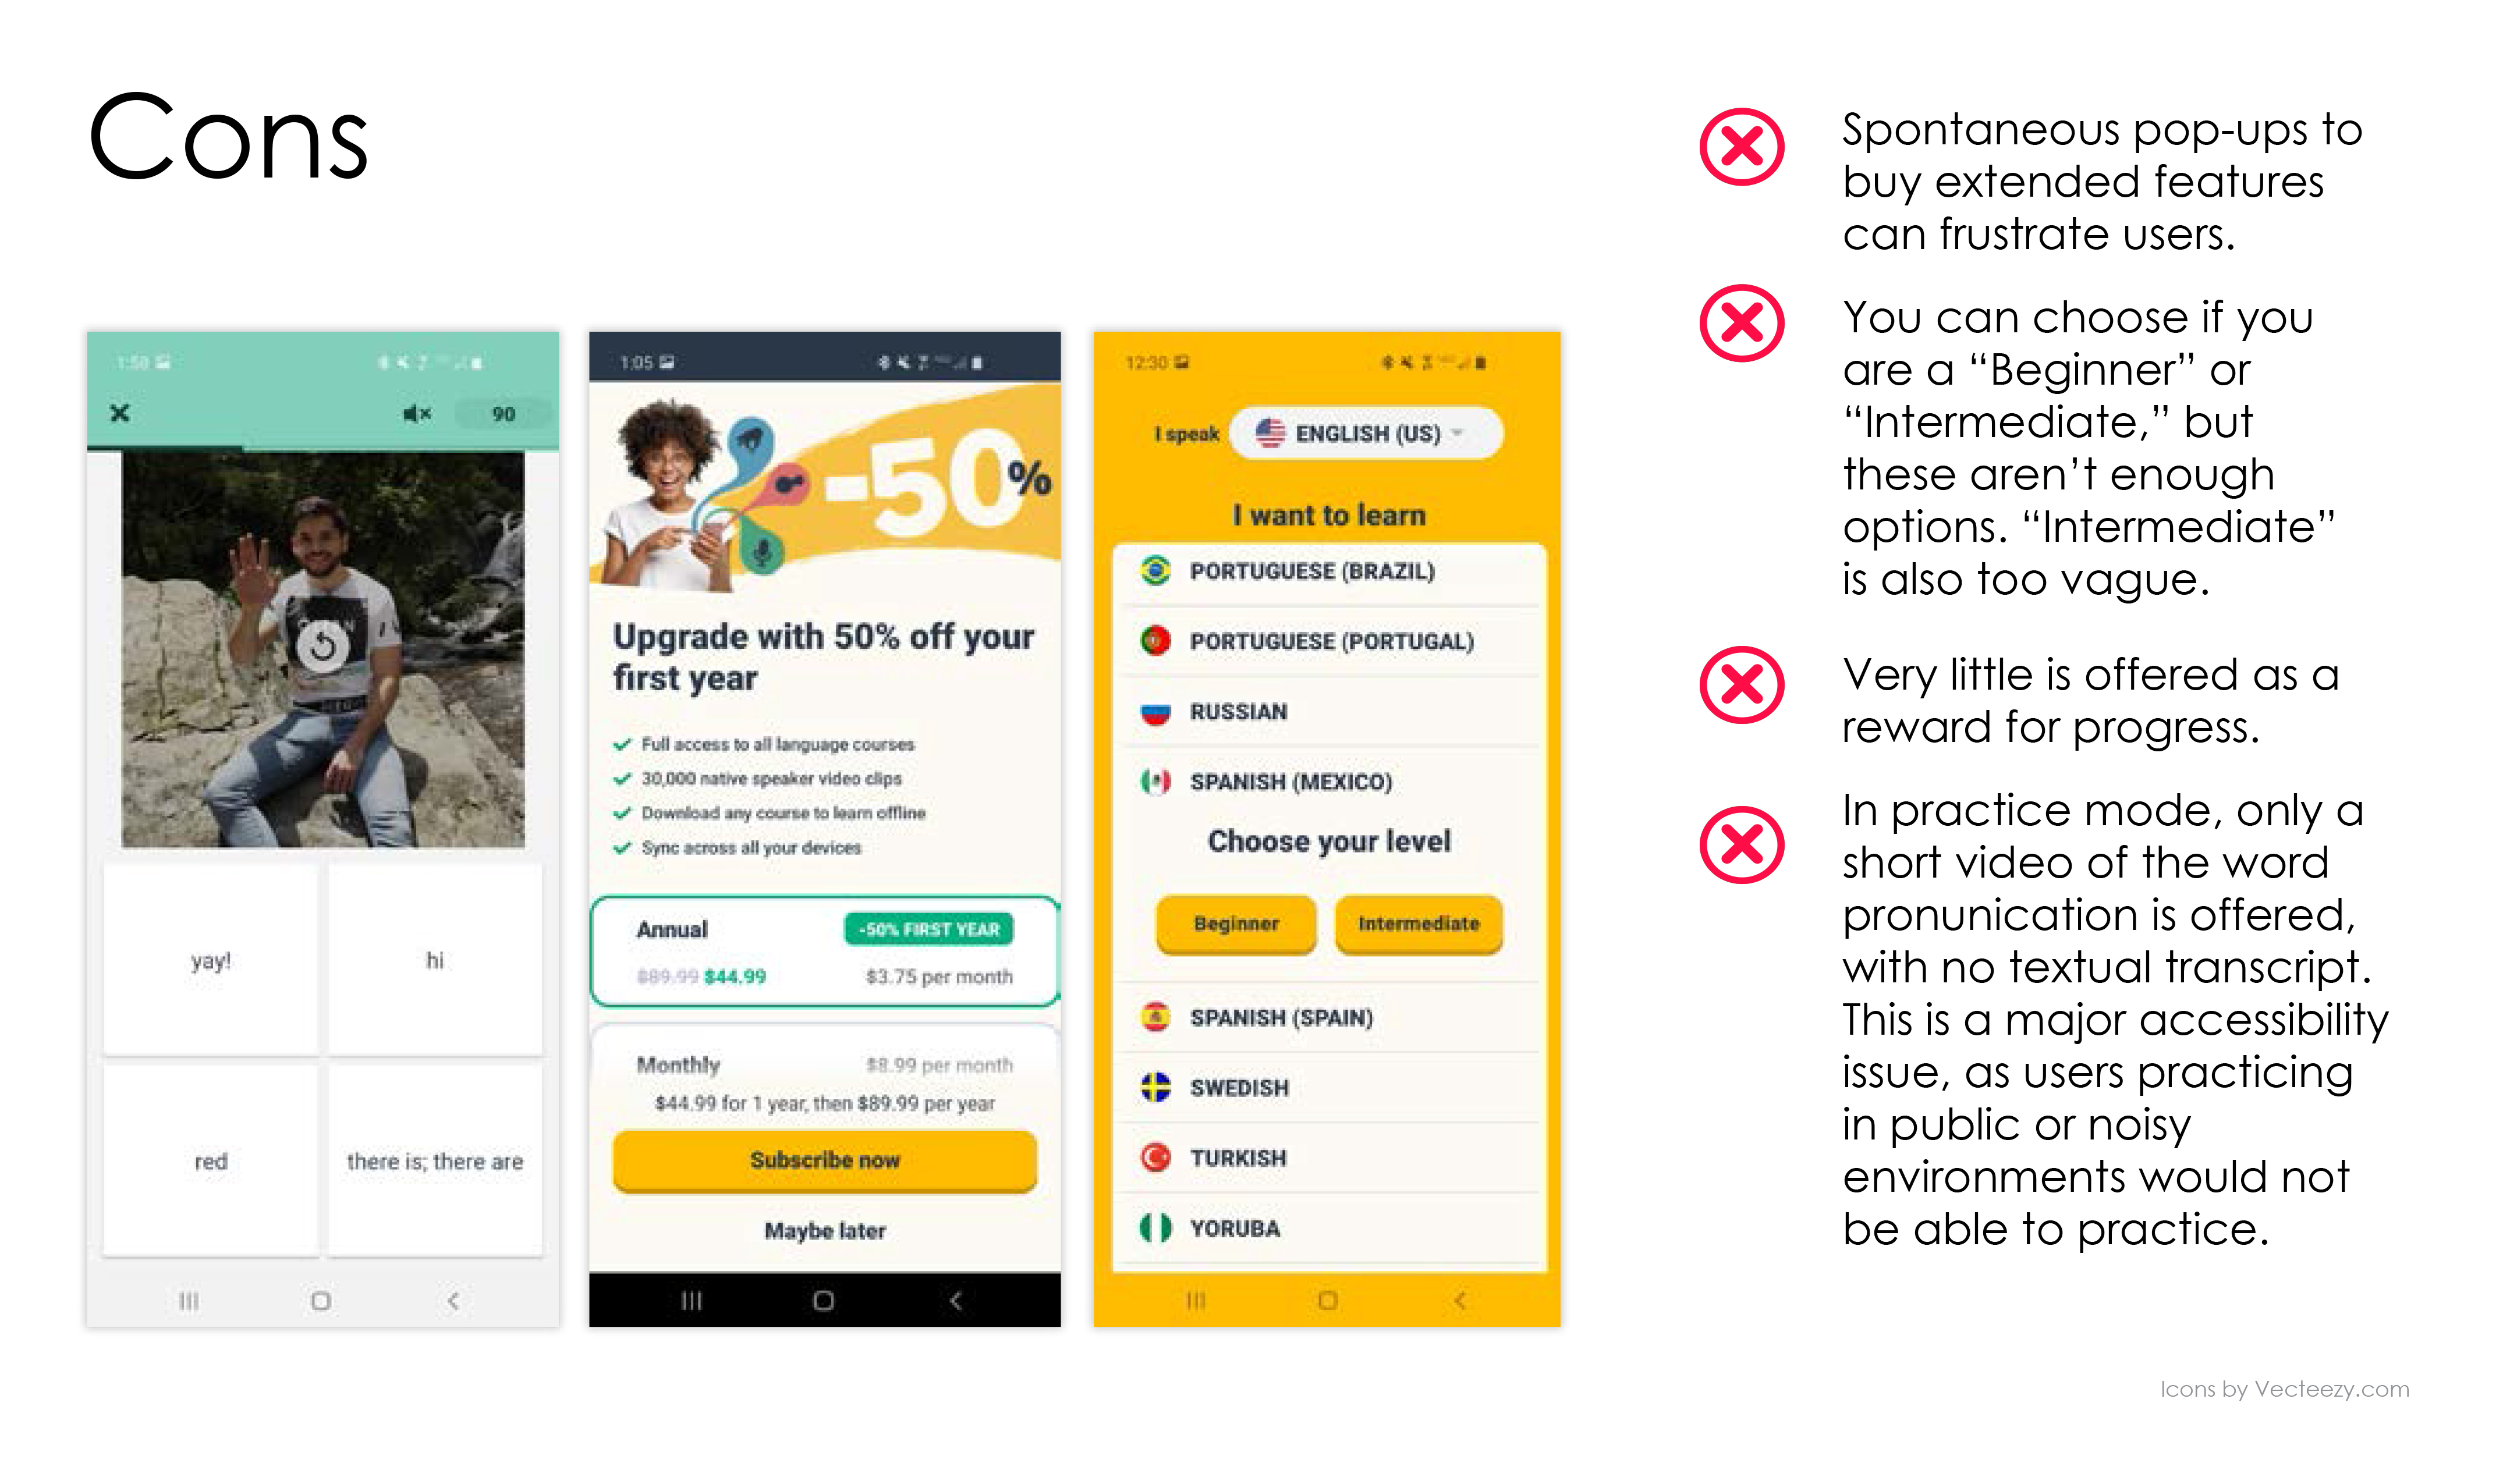 Cons
1:50
90
yay!
hi
red
there is; there are
1:05
-50%
Upgrade with 50% off your
first year
Full access to all language courses
30,000 native speaker video clips
Download any course to learn offline
Sync across all your devices
Annual
-50% FIRST YEAR
$89.99 $44.99
$3.75 per month
Monthly
$8.99 per month
$44.99 for 1 year, then $89.99 per year
Subscribe now
Maybe later
12:30
I speak
ENGLISH (US)
I want to learn
PORTUGUESE (BRAZIL)
PORTUGUESE (PORTUGAL)
RUSSIAN
SPANISH (MEXICO)
Choose your level
Beginner
Intermediate
SPANISH (SPAIN)
SWEDISH
TURKISH
YORUBA
Spontaneous pop-ups to
buy extended features
can frustrate users.
You can choose if you
are a “Beginner” or
“Intermediate,” but
these aren’t enough
options. “Intermediate”
is also too vague.
Very little is offered as a
reward for progress.
In practice mode, only a
short video of the word
pronunication is offered,
with no textual transcript.
This is a major accessibility
issue, as users practicing
in public or noisy
environments would not
be able to practice.
Icons by Vecteezy.com